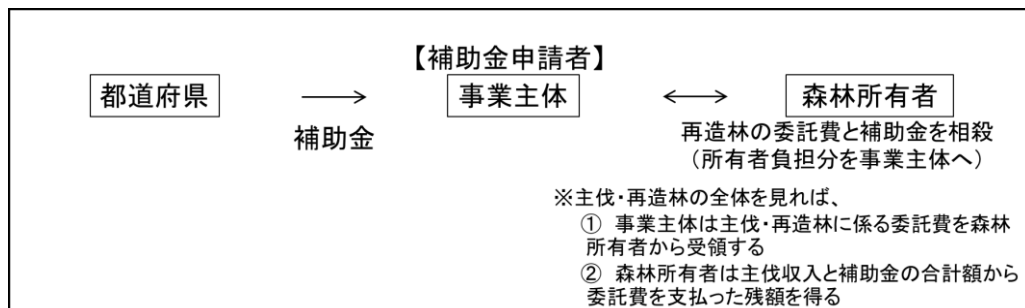 【補助金申請者】
都道府県 → 事業主体 ↔ 森林所有者
補助金
再造林の委託費と補助金を相殺
（所有者負担分を事業主体へ）
※主伐・再造林の全体を見れば、
① 事業主体は主伐・再造林に係る委託費を森林
所有者から受領する
② 森林所有者は主伐収入と補助金の合計額から
委託費を支払った残額を得る